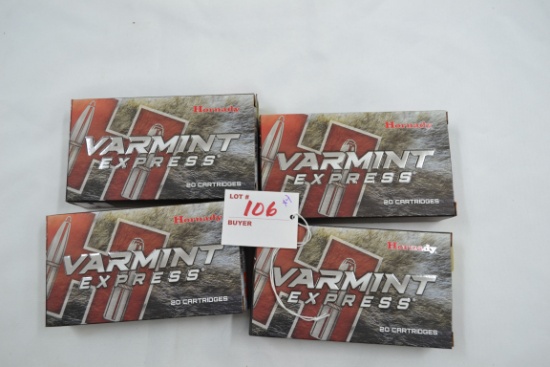 Hornady
VARMINT
EXPRESS®
20 CARTRIDGES
Hornady
VARMINT
EXPRESS®
20 CARTRIDGES
LOT # 106
BUYER
Hornady
VARMINT
EXPRESS®
20 CARTRIDGES
Hornady
VARMINT
EXPRESS®
20 CARTRIDGES